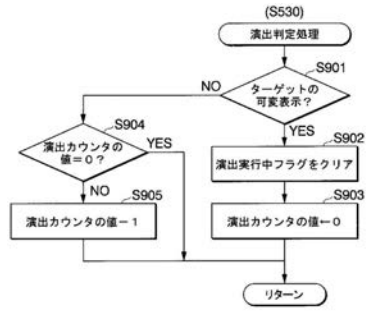 (S530)
演出判定処理
S901
ターゲットの
可変表示？
NO
YES
S904
演出カウンタの
値＝0？
YES
NO
S902
演出実行中フラグをクリア
S905
演出カウンタの値－1
S903
演出カウンタの値←0
リターン